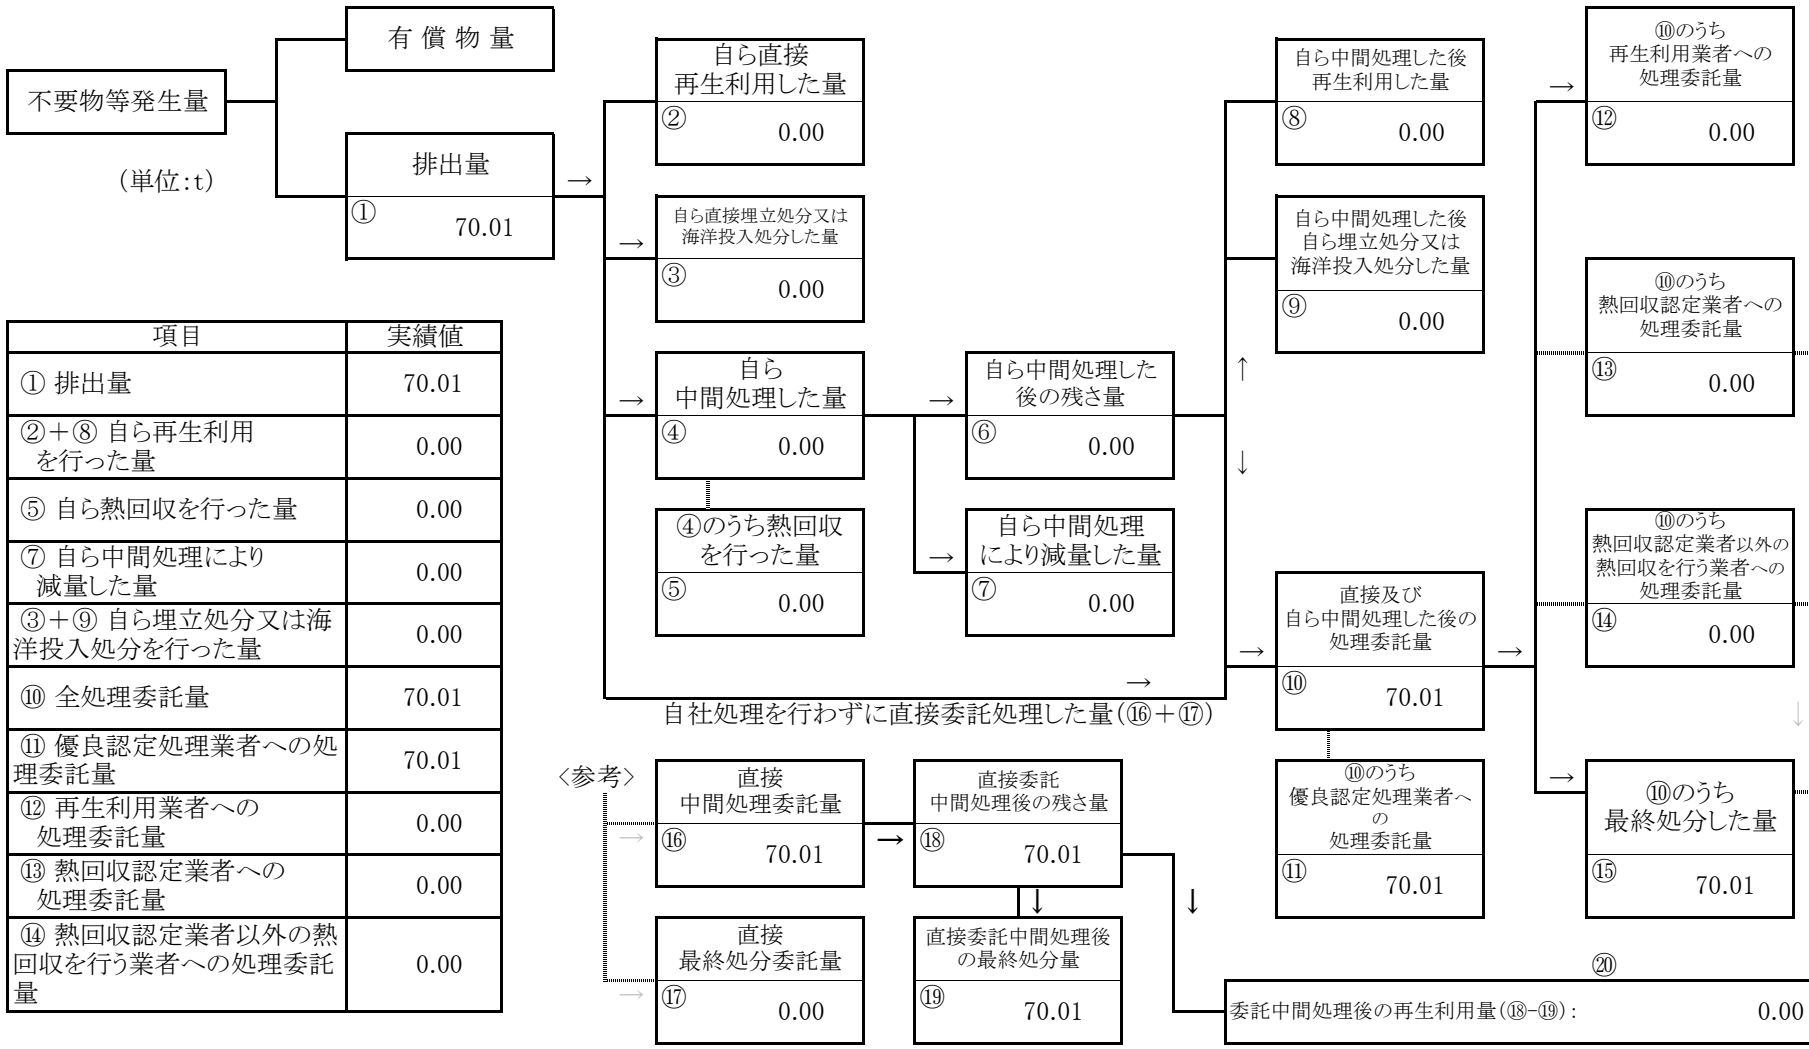 有償物量
不要物等発生量
(単位:t)
排出量
①
70.01
自ら直接
再生利用した量
②
0.00
→
→
自ら直接埋立処分又は
海洋投入処分した量
③
0.00
→
自ら
中間処理した量
④
0.00
④のうち熱回収
を行った量
⑤
0.00
→
自ら中間処理した
後の残さ量
⑥
0.00
→
自ら中間処理
により減量した量
⑦
0.00
自ら中間処理した後
再生利用した量
⑧
0.00
自ら中間処理した後
自ら埋立処分又は
海洋投入処分した量
⑨
0.00
↑
↓
→
自社処理を行わずに直接委託処理した量(⑯+⑰)
→
直接及び
自ら中間処理した後の
処理委託量
⑩
70.01
⑩のうち
優良認定処理業者へ
の
処理委託量
⑪
70.01
→
→
⑩のうち
再生利用業者への
処理委託量
⑫
0.00
⑩のうち
熱回収認定業者への
処理委託量
⑬
0.00
⑩のうち
熱回収認定業者以外の
熱回収を行う業者への
処理委託量
⑭
0.00
↓
→
⑩のうち
最終処分した量
⑮
70.01
項目 実績値
① 排出量 70.01
②+⑧ 自ら再生利用
を行った量
0.00
⑤ 自ら熱回収を行った量 0.00
⑦ 自ら中間処理により
減量した量
0.00
③+⑨ 自ら埋立処分又は海
洋投入処分を行った量
0.00
⑩ 全処理委託量 70.01
⑪ 優良認定処理業者への処
理委託量
70.01
⑫ 再生利用業者への
処理委託量
0.00
⑬ 熱回収認定業者への
処理委託量
0.00
⑭ 熱回収認定業者以外の熱
回収を行う業者への処理委託
量
0.00
<参考>
→
直接
中間処理委託量
⑯
70.01
→
直接委託
中間処理後の残さ量
⑱
70.01
↓
↓
→
直接
最終処分委託量
⑰
0.00
直接委託中間処理後
の最終処分量
⑲
70.01
⑳
委託中間処理後の再生利用量(⑱-⑲): 0.00